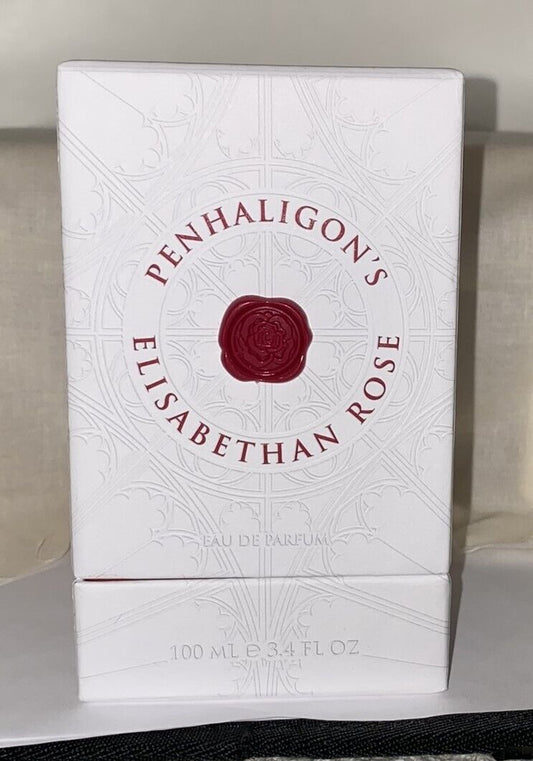 PENHALIGON'S
ELISABETHAN ROSE
EAU DE PARFUM
100 ML ℮ 3.4 FL OZ